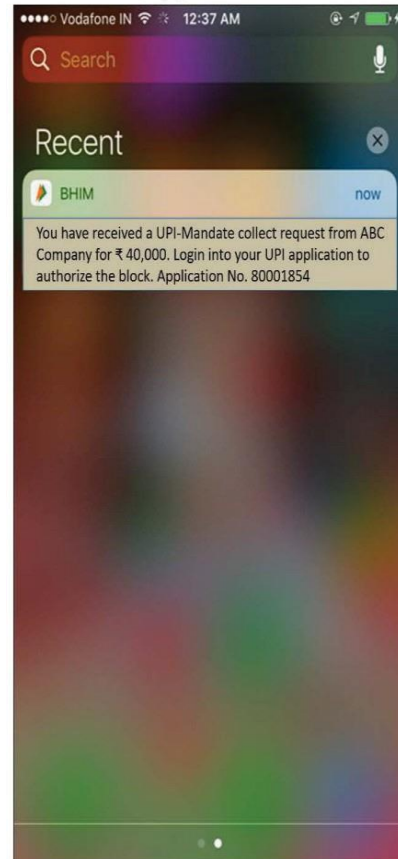 Vodafone IN 12:37 AM
Search
Recent
BHIM now
You have received a UPI-Mandate collect request from ABC
Company for ₹ 40,000. Login into your UPI application to
authorize the block. Application No. 80001854